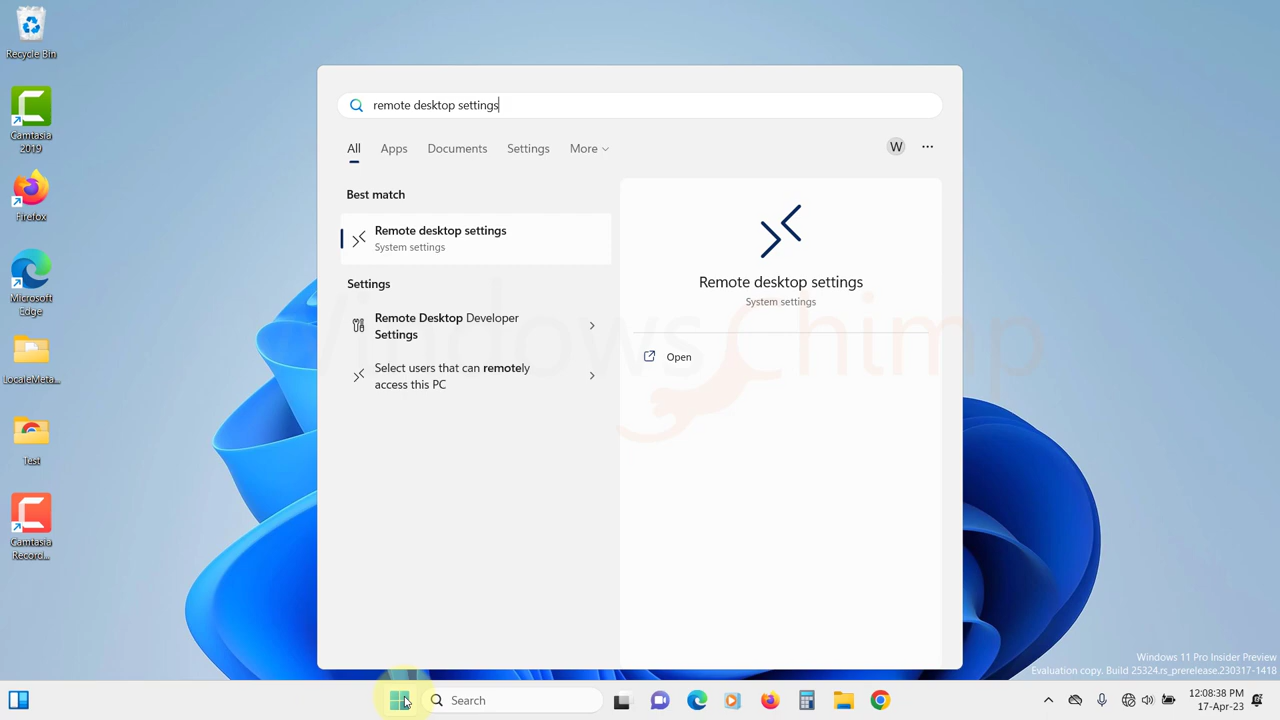 Recycle Bin
Camtasia
2019
Firefox
Microsoft
Edge
LocaleMeta...
Test
Camtasia
Record...
remote desktop settings
All
Apps
Documents
Settings
More
W
Best match
Remote desktop settings
System settings
Settings
Remote Desktop Developer
Settings
Select users that can remotely
access this PC
Remote desktop settings
System settings
Open
Windows Chimp
Windows 11 Pro Insider Preview
Evaluation copy. Build 25324.rs_prerelease.230317-1418
Search
12:08:38 PM
17-Apr-23